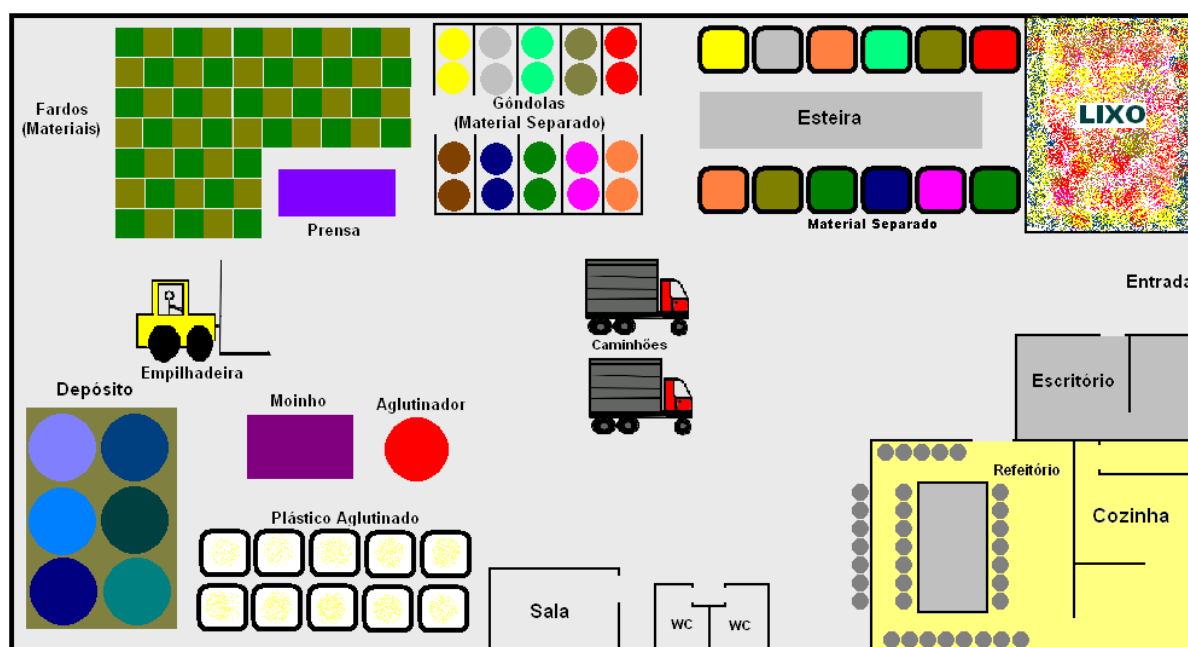 Fardos
(Materiais)
Gôndolas
(Material Separado)
Esteira
LIXO
Prensa
Material Separado
Entrada
Empilhadeira
Caminhões
Depósito
Moinho
Aglutinador
Escritório
Refeitório
Cozinha
Plástico Aglutinado
Sala
WC
WC